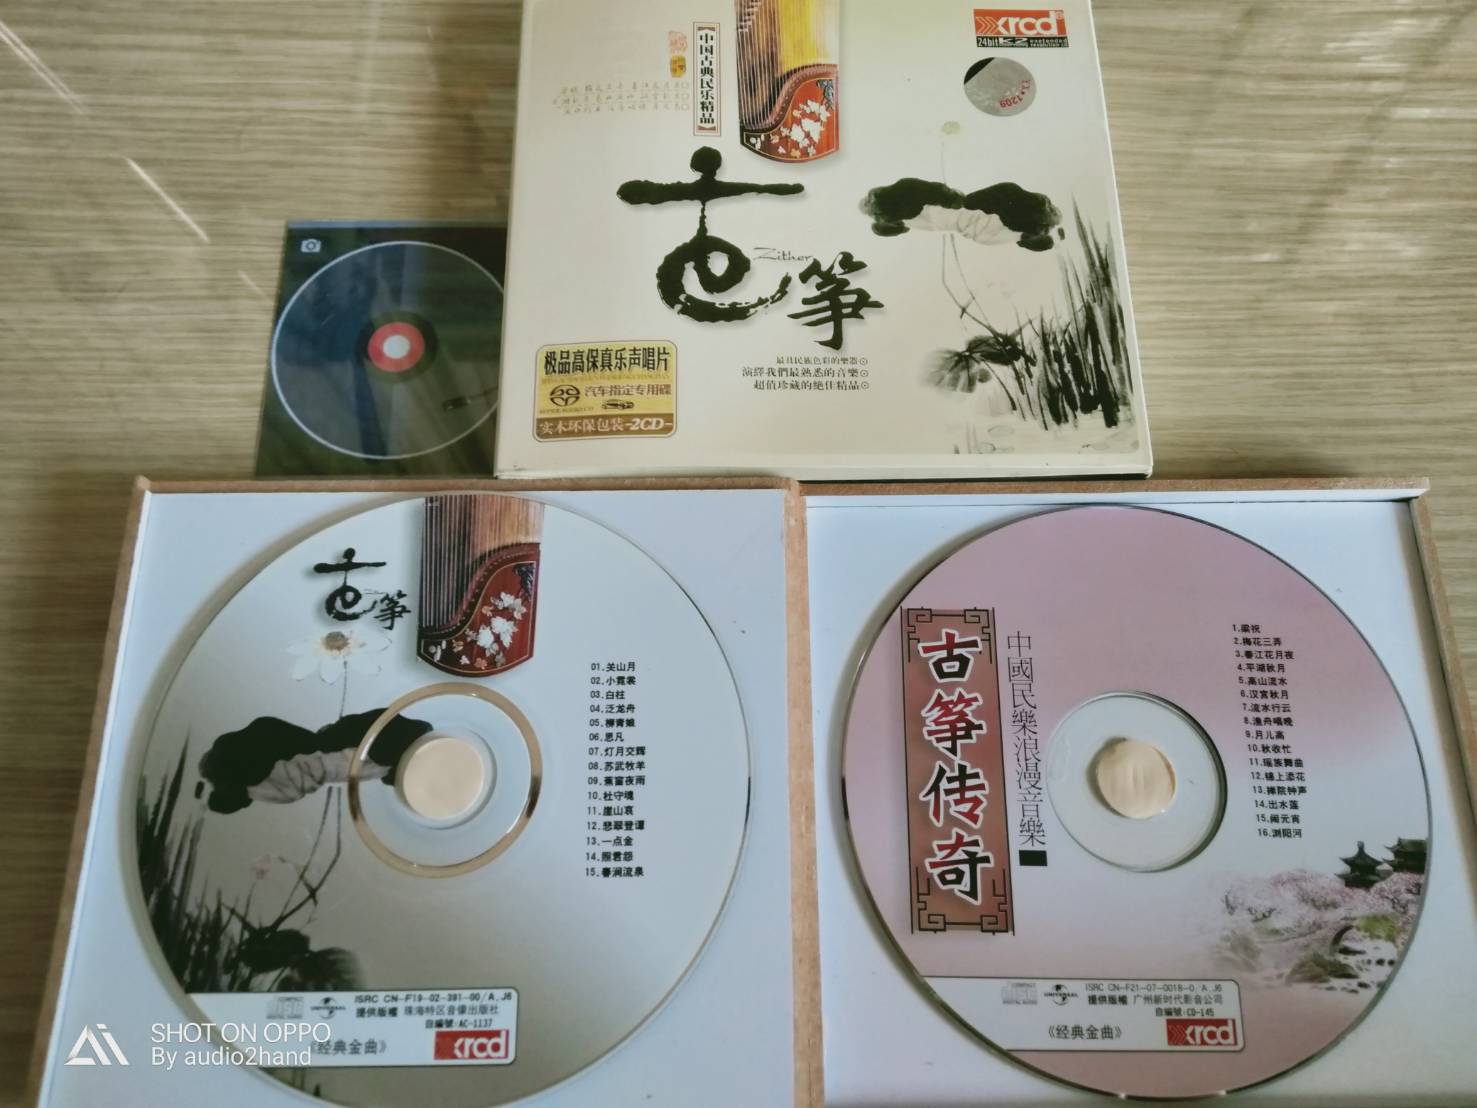 xrcd
24bit K2 extended resolution cd
1209
【中国古典民乐精品】
古筝
Zither
最具民族色彩的樂器⊙
演繹我們最熟悉的音樂⊙
超值珍藏的绝佳精品⊙
极品高保真乐声唱片
汽车指定专用碟
实木环保包装-2CD-
古筝
01.关山月
02.小霓裳
03.白柱
04.泛龙舟
05.柳青娘
06.思凡
07.灯月交辉
08.苏武牧羊
09.蕉窗夜雨
10.杜守魂
11.崖山哀
12.悲翠登谭
13.一点金
14.照君怨
15.春涧流泉
UNIVERSAL
ISRC CN-F19-02-391-00/A.J6
提供版權 珠海特区音像出版社
自編號:AC-1137
《经典金曲》
xrcd
古筝传奇
中國民樂浪漫音樂
1.梁祝
2.梅花三弄
3.春江花月夜
4.平湖秋月
5.高山流水
6.汉宫秋月
7.流水行云
8.渔舟唱晚
9.月儿高
10.秋收忙
11.瑶族舞曲
12.锦上添花
13.禅院钟声
14.出水莲
15.闹元宵
16.浏阳河
UNIVERSAL
ISRC CN-F21-07-0018-0.A.J6
提供版權 广州新时代影音公司
自編號:CD-145
《经典金曲》
xrcd
SHOT ON OPPO
By audio2hand